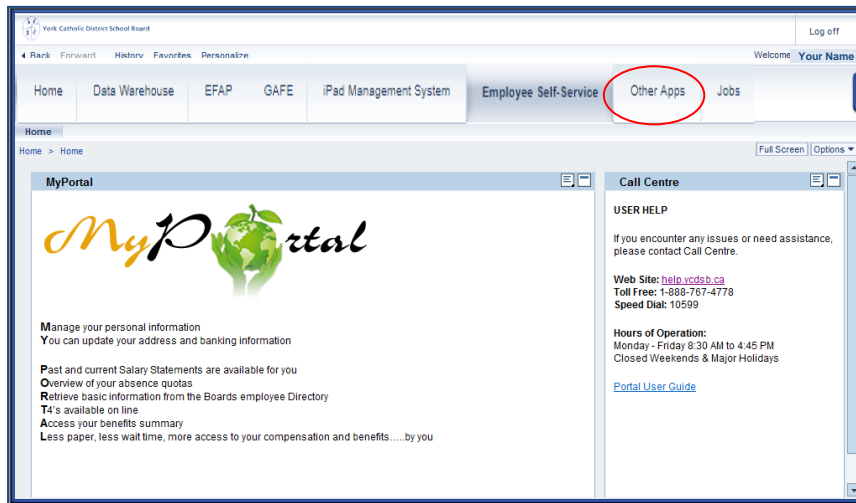 York Catholic District School Board
Log off
Back Forward History Favorites Personalize
Welcome Your Name
Home Data Warehouse EFAP GAFE iPad Management System Employee Self-Service Other Apps Jobs
Home
Home > Home
Full Screen Options
MyPortal
MyPortal
Manage your personal information
You can update your address and banking information
Past and current Salary Statements are available for you
Overview of your absence quotas
Retrieve basic information from the Boards employee Directory
T4's available on line
Access your benefits summary
Less paper, less wait time, more access to your compensation and benefits.....by you
Call Centre
USER HELP
If you encounter any issues or need assistance,
please contact Call Centre.
Web Site: help.ycdsb.ca
Toll Free: 1-888-767-4778
Speed Dial: 10599
Hours of Operation:
Monday - Friday 8:30 AM to 4:45 PM
Closed Weekends & Major Holidays
Portal User Guide